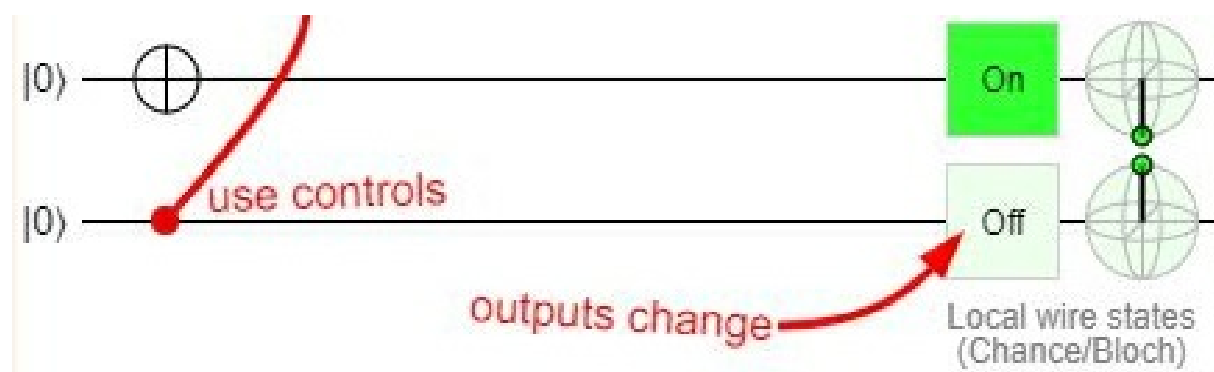 |0⟩
On
use controls
|0⟩
Off
outputs change
Local wire states
(Chance/Bloch)